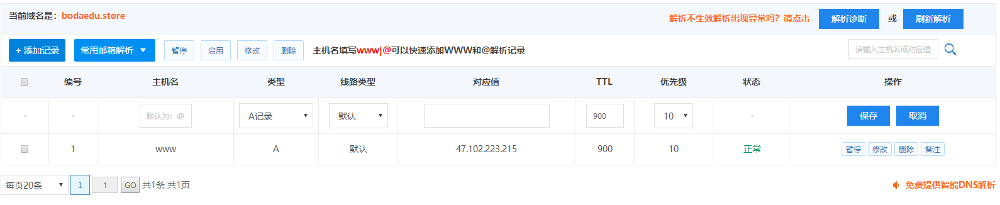 当前域名是：bodaedu.store 解析不生效解析出现异常吗？请点击 解析诊断 或 刷新解析
+ 添加记录 常用邮箱解析 暂停 启用 修改 删除 主机名填写www|@可以快速添加WWW和@解析记录 请输入主机名或对应值
编号 主机名 类型 线路类型 对应值 TTL 优先级 状态 操作
- - 默认为：@ A记录 默认 900 10 - 保存 取消
1 www A 默认 47.102.223.215 900 10 正常 暂停 修改 删除 备注
每页20条 1 1 GO 共1条 共1页 免费提供智能DNS解析